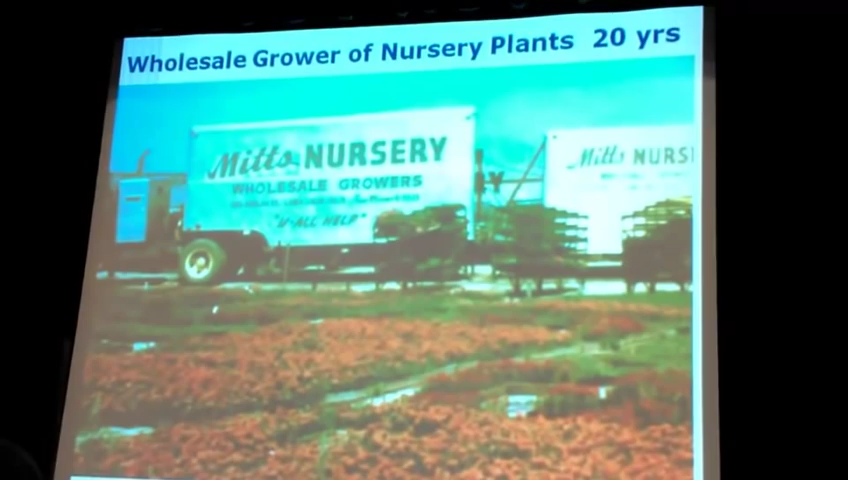 Wholesale Grower of Nursery Plants 20 yrs
Mitts NURSERY
WHOLESALE GROWERS
"U-ALL HELP"
Mitts NURS